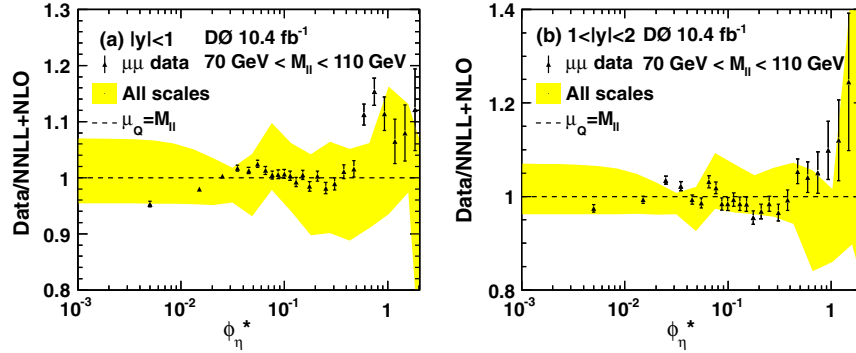 (a) |y|<1 DØ 10.4 fb⁻¹
μμ data 70 GeV < M_ll < 110 GeV
All scales
μ_Q=M_ll
Data/NNLL+NLO
1.3
1.2
1.1
1
0.9
0.8
10⁻³ 10⁻² 10⁻¹ 1
ϕ_η*
(b) 1<|y|<2 DØ 10.4 fb⁻¹
μμ data 70 GeV < M_ll < 110 GeV
All scales
μ_Q=M_ll
Data/NNLL+NLO
1.4
1.2
1
0.8
10⁻³ 10⁻² 10⁻¹ 1
ϕ_η*